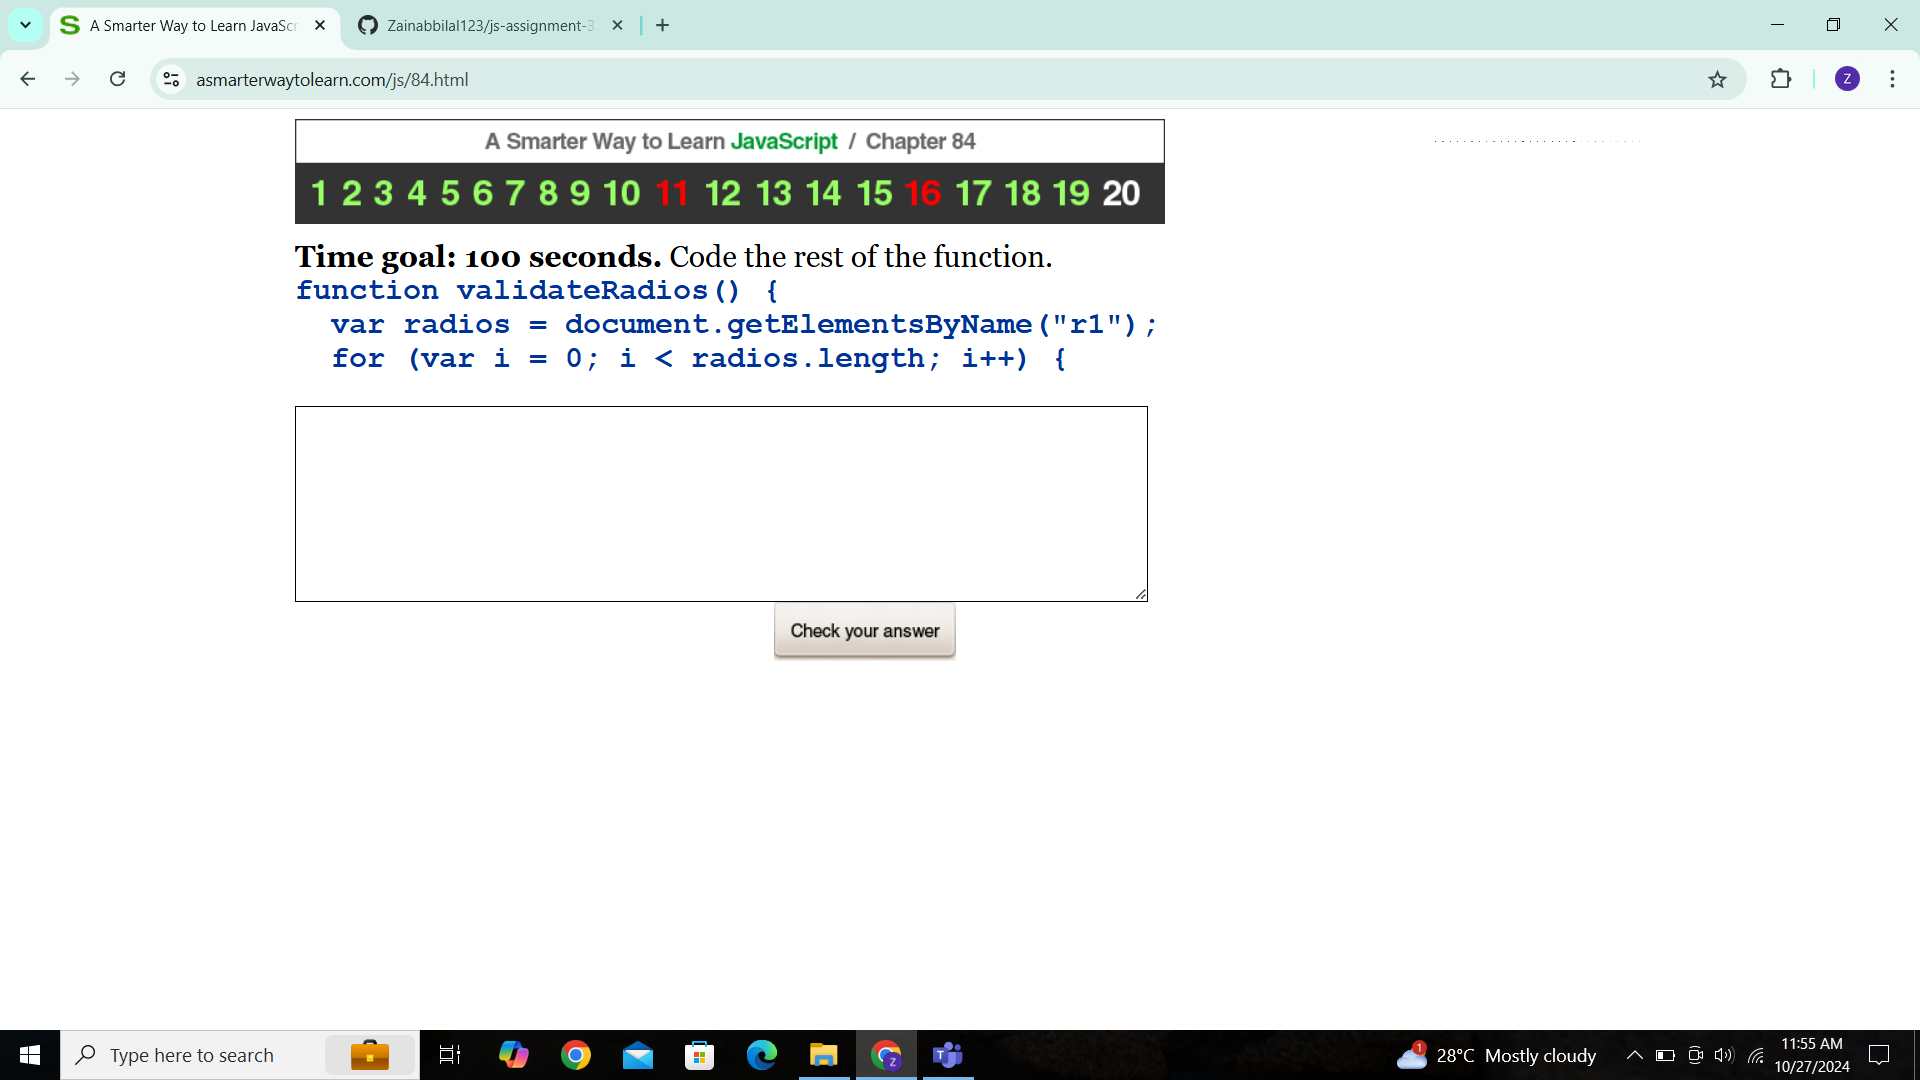 A Smarter Way to Learn JavaScr
Zainabbilal123/js-assignment-3
asmarterwaytolearn.com/js/84.html
Z
A Smarter Way to Learn JavaScript / Chapter 84
1 2 3 4 5 6 7 8 9 10 11 12 13 14 15 16 17 18 19 20
Time goal: 100 seconds. Code the rest of the function.
function validateRadios() {
var radios = document.getElementsByName("r1");
for (var i = 0; i < radios.length; i++) {
Check your answer
Type here to search
1
28°C Mostly cloudy
11:55 AM
10/27/2024